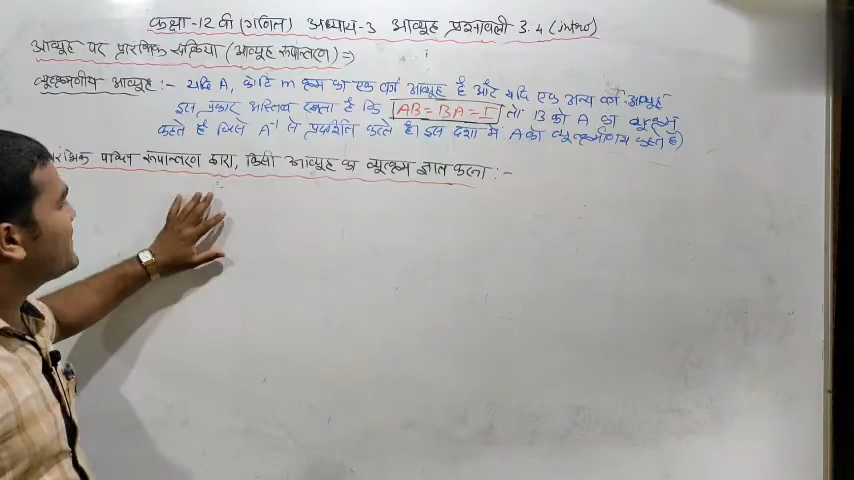 कक्षा-12 वी (गणित) अध्याय-3 आव्यूह प्रश्नावली 3.4 (intro)
आव्यूह पर प्रारंभिक संक्रिया (आव्यूह रूपान्तरण) ⇒
व्युत्क्रमणीय आव्यूह :- यदि A, कोटि m क्रम का एक वर्ग आव्यूह है और यदि एक अन्य वर्ग आव्यूह
इस प्रकार अस्तित्व रखता है कि AB = BA = I तो B को A का व्युत्क्रम
कहते हैं जिसे A⁻¹ से प्रदर्शित करते हैं। इस दशा में A को व्युत्क्रमणीय कहते हैं)
पंक्ति रूपान्तरण द्वारा, किसी आव्यूह का व्युत्क्रम ज्ञात करना :-